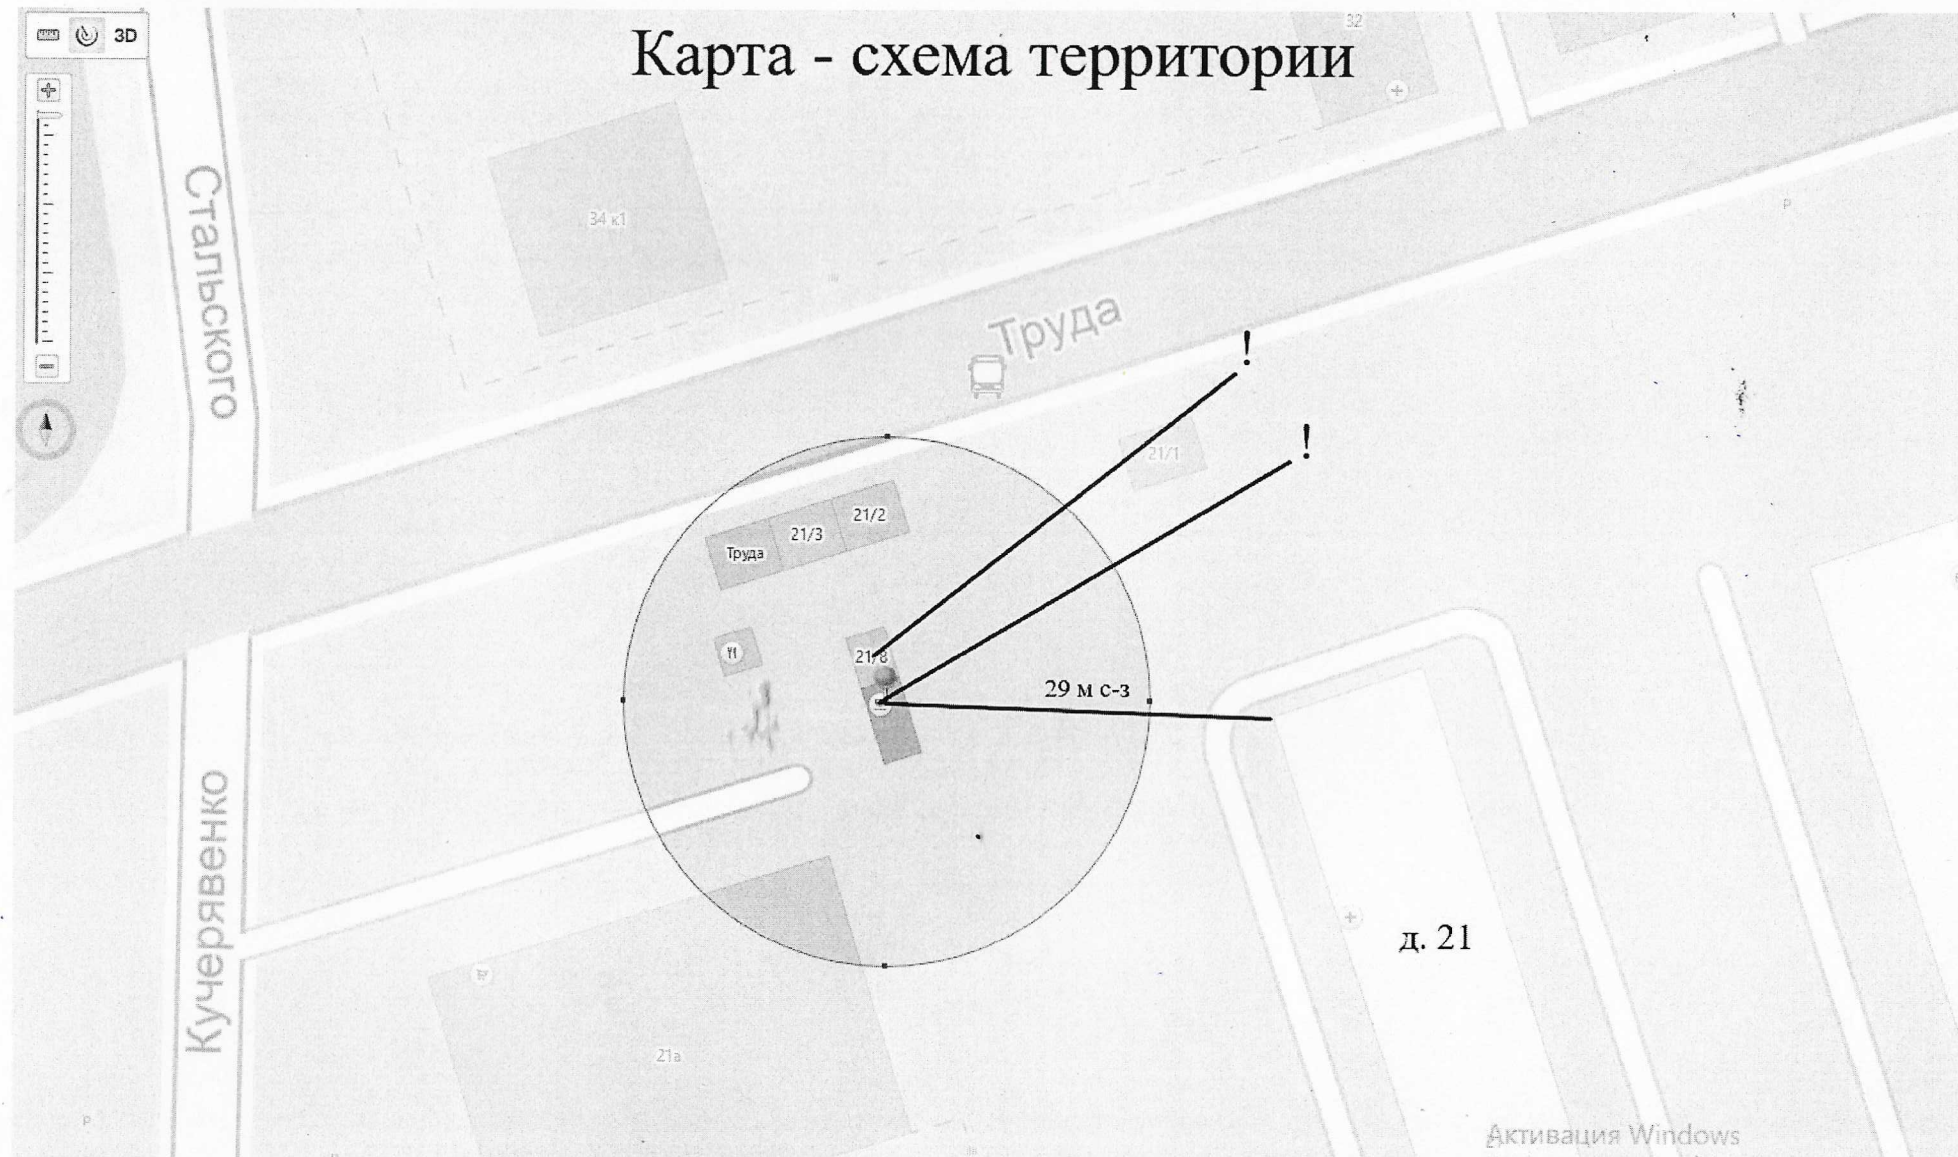 3D
Карта - схема территории
32
Стальского
34 к1
Р
Труда
!
!
21/1
21/2
21/3
Труда
21/8
29 м с-з
Кучерявенко
д. 21
21а
Р
21
Активация Windows